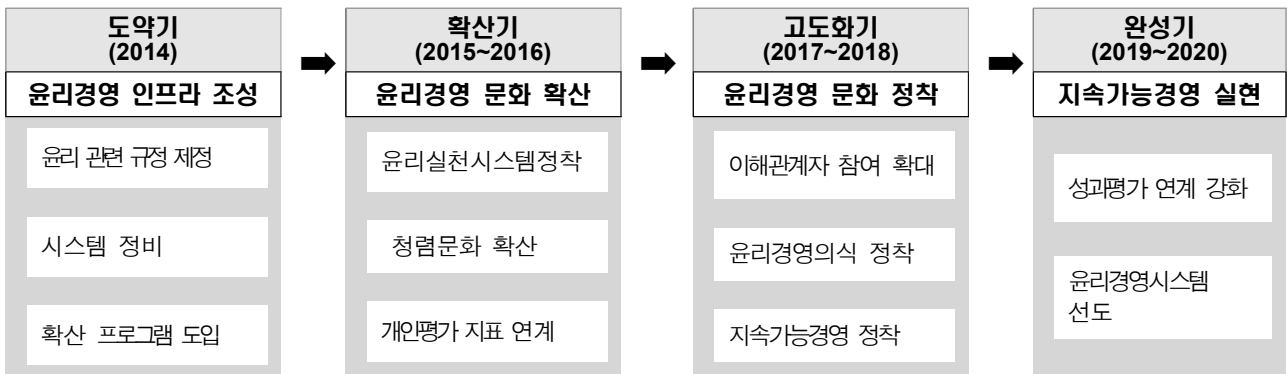 도약기
(2014)
윤리경영 인프라 조성
윤리 관련 규정 제정
시스템 정비
확산 프로그램 도입
확산기
(2015~2016)
윤리경영 문화 확산
윤리실천시스템정착
청렴문화 확산
개인평가 지표 연계
고도화기
(2017~2018)
윤리경영 문화 정착
이해관계자 참여 확대
윤리경영의식 정착
지속가능경영 정착
완성기
(2019~2020)
지속가능경영 실현
성과평가 연계 강화
윤리경영시스템
선도